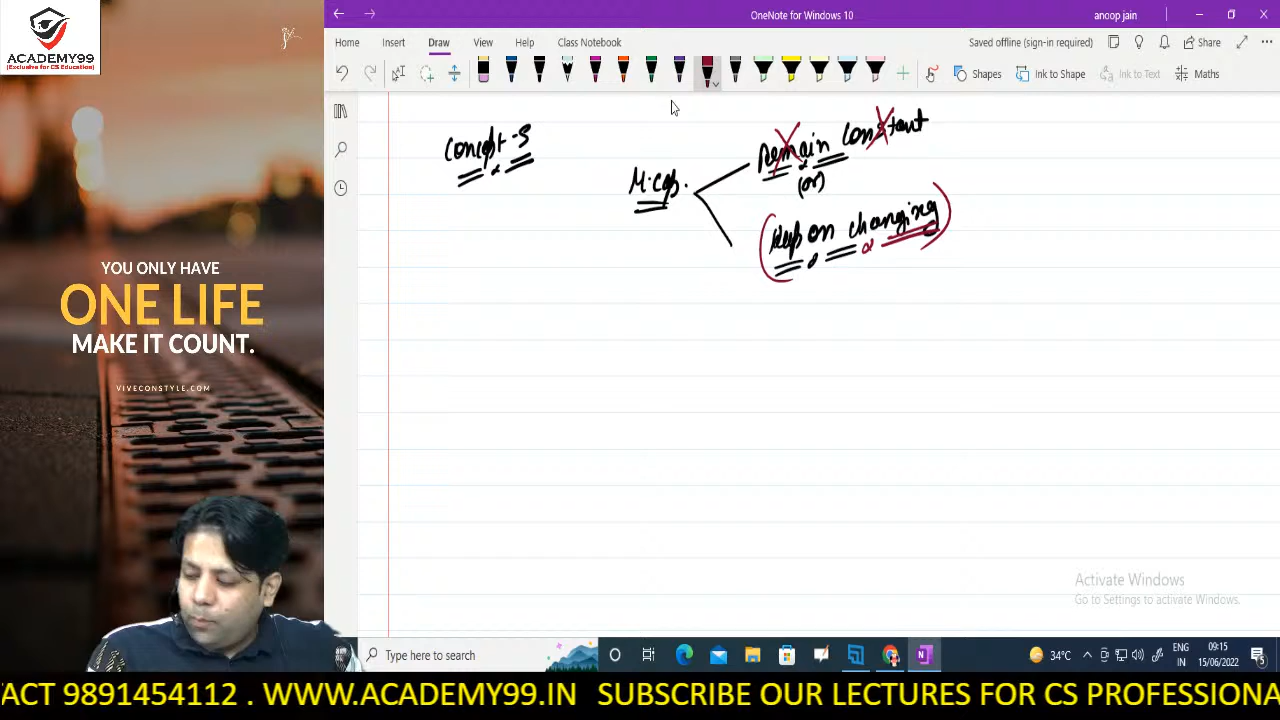 ACADEMY99
(Exclusive for CS Education)
YOU ONLY HAVE
ONE LIFE
MAKE IT COUNT.
VIVECONSTYLE.COM
OneNote for Windows 10
anoop jain
Home Insert Draw View Help Class Notebook
Saved offline (sign-in required)
Share
Shapes
Ink to Shape
Ink to Text
Maths
Concept-5
M.Cap.
Remain Constant
(or)
Keep on changing
Activate Windows
Go to Settings to activate Windows.
Type here to search
34°C
ENG
IN
09:15
15/06/2022
5
TACT 9891454112 . WWW.ACADEMY99.IN SUBSCRIBE OUR LECTURES FOR CS PROFESSIONA